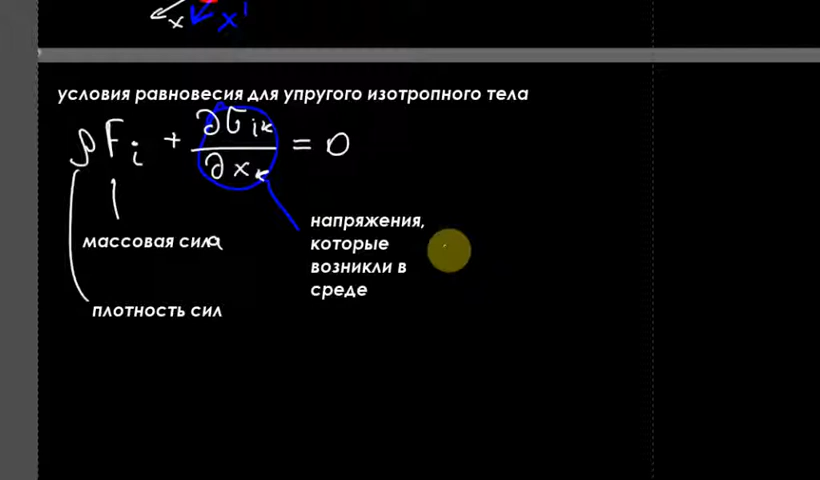 x x'
условия равновесия для упругого изотропного тела
ρFᵢ + ∂σᵢₖ/∂xₖ = 0
напряжения,
которые
возникли в
среде
массовая сила
плотность сил